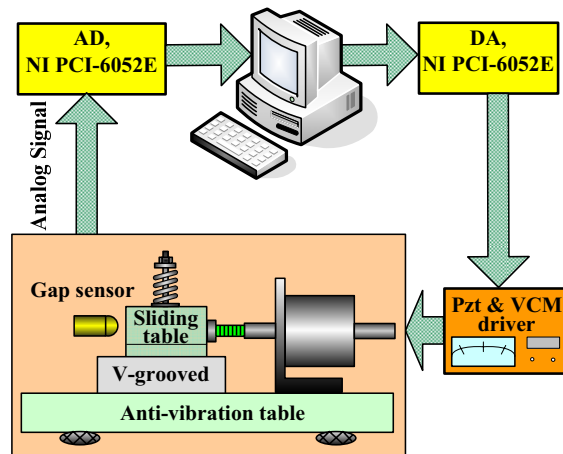 AD,
NI PCI-6052E
DA,
NI PCI-6052E
Analog Signal
Gap sensor
Sliding
table
V-grooved
Anti-vibration table
Pzt & VCM
driver